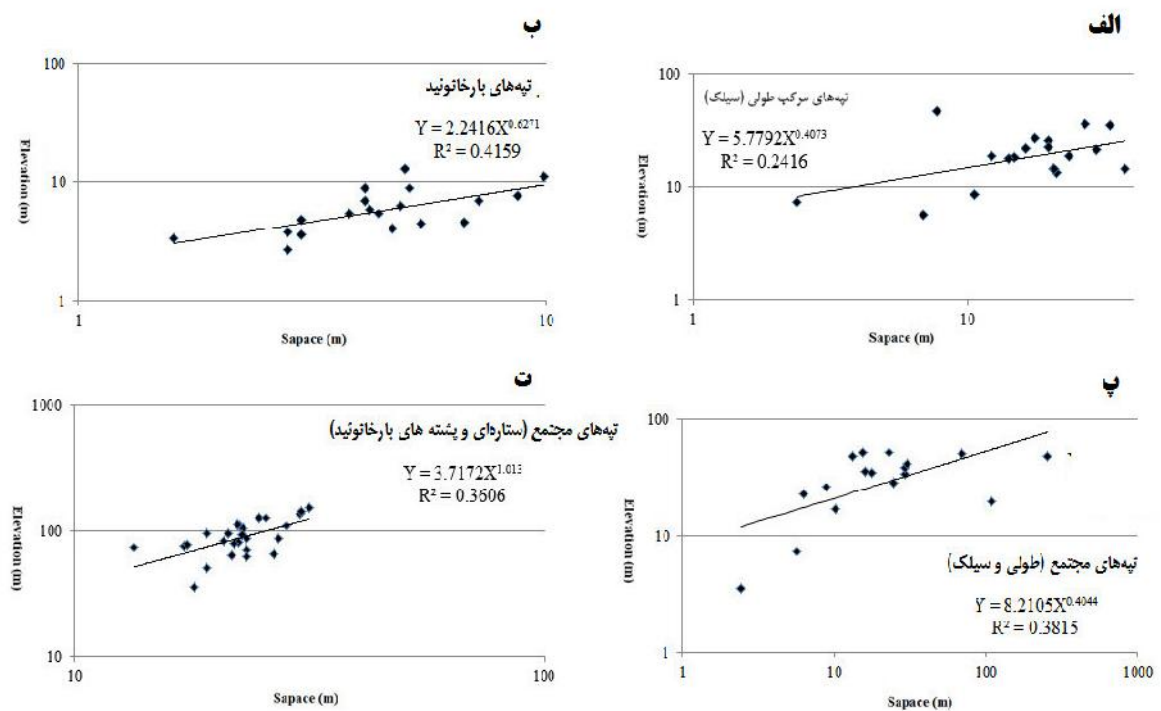 الف
100
10
1
1
10
Elevation (m)
Sapace (m)
تپه‌های مرکب طولی (سیلک)
Y = 5.7792X^0.4073
R² = 0.2416
ب
100
10
1
1
10
Elevation (m)
Sapace (m)
تپه‌های بارخانوئید
Y = 2.2416X^0.6271
R² = 0.4159
پ
100
10
1
1
10
100
1000
Elevation (m)
Sapace (m)
تپه‌های مجتمع (طولی و سیلک)
Y = 8.2105X^0.4044
R² = 0.3815
ت
1000
100
10
10
100
Elevation (m)
Sapace (m)
تپه‌های مجتمع (ستاره‌ای و پشته های بارخانوئید)
Y = 3.7172X^1.013
R² = 0.3606